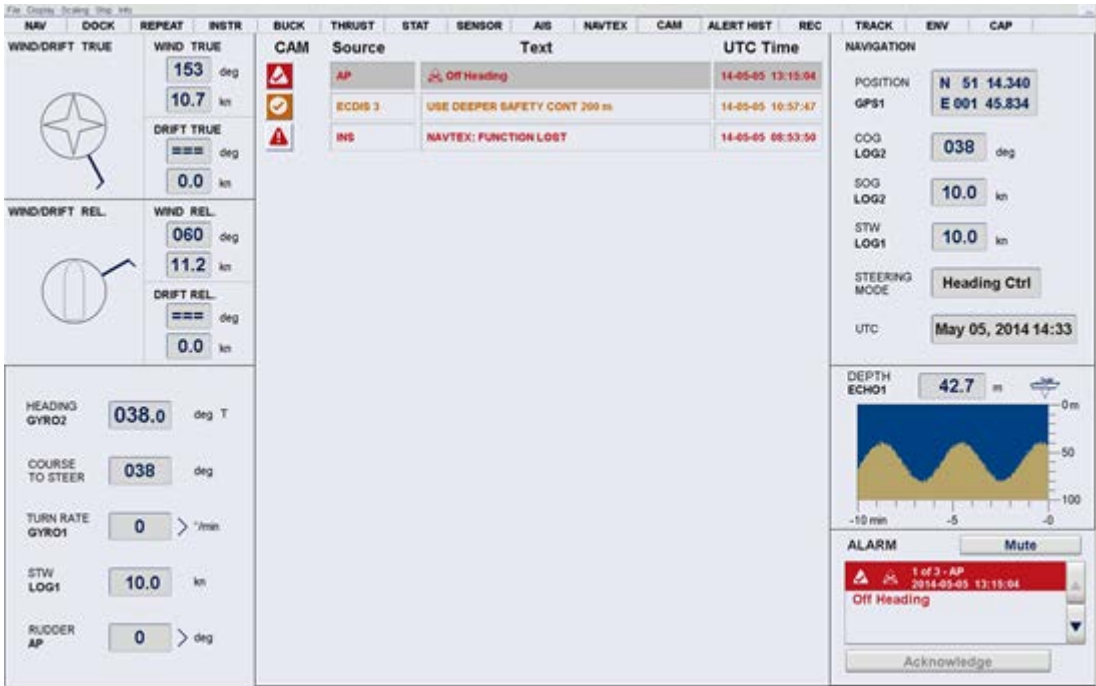 File Display Scaling Ship Info
NAV DOCK REPEAT INSTR BUCK THRUST STAT SENSOR AIS NAVTEX CAM ALERT HIST REC TRACK ENV CAP
WIND/DRIFT TRUE
WIND TRUE
153 deg
10.7 kn
DRIFT TRUE
=== deg
0.0 kn
WIND/DRIFT REL.
WIND REL.
060 deg
11.2 kn
DRIFT REL.
=== deg
0.0 kn
HEADING
GYRO2
038.0 deg T
COURSE
TO STEER
038 deg
TURN RATE
GYRO1
0 °/min
STW
LOG1
10.0 kn
RUDDER
AP
0 deg
CAM Source Text UTC Time
AP Off Heading 14-05-05 13:15:04
ECDIS 3 USE DEEPER SAFETY CONT 200 m 14-05-05 10:57:47
INS NAVTEX: FUNCTION LOST 14-05-05 08:53:50
NAVIGATION
POSITION
GPS1
N 51 14.340
E 001 45.834
COG
LOG2
038 deg
SOG
LOG2
10.0 kn
STW
LOG1
10.0 kn
STEERING
MODE
Heading Ctrl
UTC
May 05, 2014 14:33
DEPTH
ECHO1
42.7 m
0m
50
100
-10 min -5 -0
ALARM
Mute
1 of 3 - AP
2014-05-05 13:15:04
Off Heading
Acknowledge